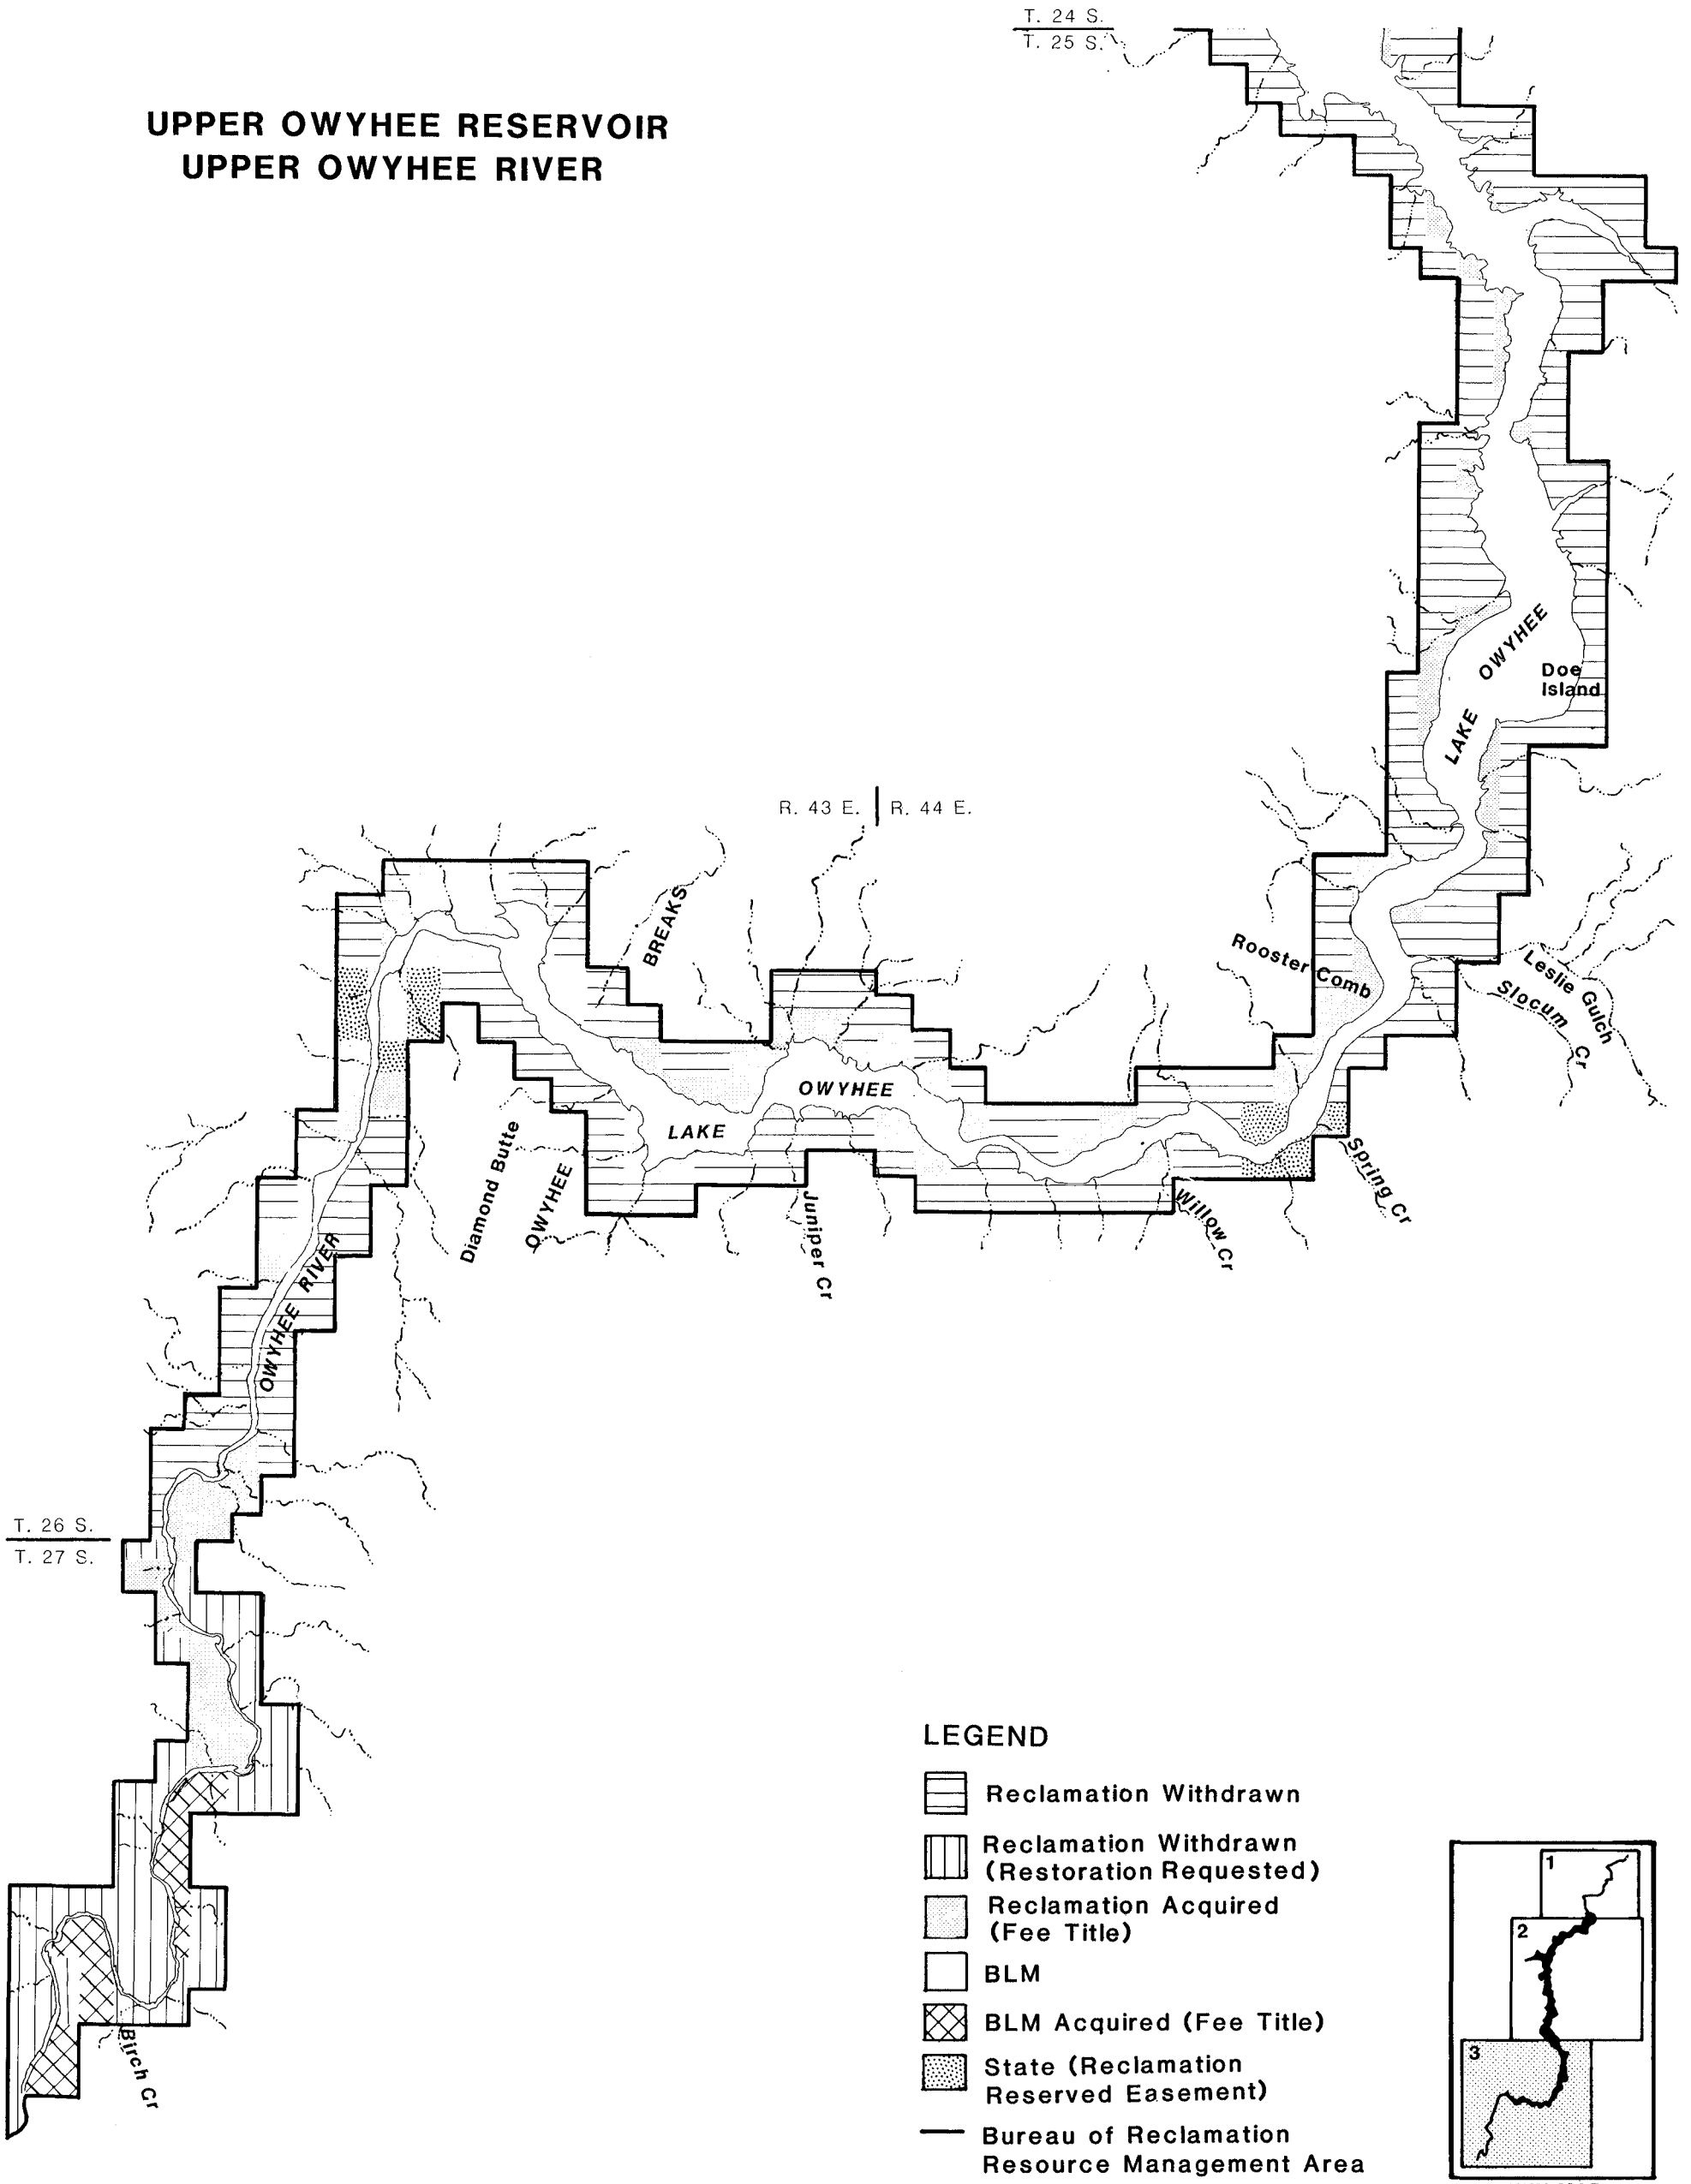 T. 24 S.
T. 25 S.
UPPER OWYHEE RESERVOIR
UPPER OWYHEE RIVER
LAKE OWYHEE
Doe
Island
R. 43 E. R. 44 E.
BREAKS
Rooster Comb
Leslie Gulch
Slocum Cr
OWYHEE
LAKE
Diamond Butte
OWYHEE
Juniper Cr
Willow Cr
Spring Cr
OWYHEE RIVER
T. 26 S.
T. 27 S.
Birch Cr
LEGEND
Reclamation Withdrawn
Reclamation Withdrawn
(Restoration Requested)
Reclamation Acquired
(Fee Title)
BLM
BLM Acquired (Fee Title)
State (Reclamation
Reserved Easement)
Bureau of Reclamation
Resource Management Area
1
2
3